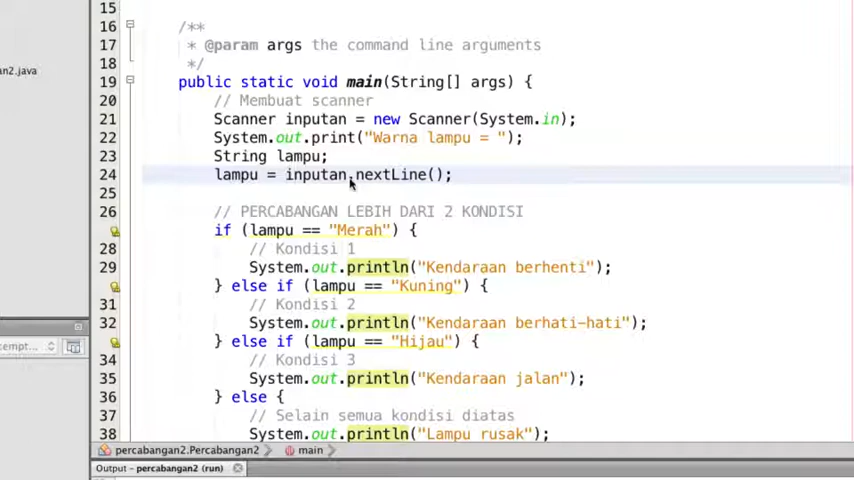 15
16 /**
17 * @param args the command line arguments
18 */
19 public static void main(String[] args) {
20 // Membuat scanner
21 Scanner inputan = new Scanner(System.in);
22 System.out.print("Warna lampu = ");
23 String lampu;
24 lampu = inputan.nextLine();
25
26 // PERCABANGAN LEBIH DARI 2 KONDISI
if (lampu == "Merah") {
28 // Kondisi 1
29 System.out.println("Kendaraan berhenti");
} else if (lampu == "Kuning") {
31 // Kondisi 2
32 System.out.println("Kendaraan berhati-hati");
} else if (lampu == "Hijau") {
34 // Kondisi 3
35 System.out.println("Kendaraan jalan");
36 } else {
37 // Selain semua kondisi diatas
38 System.out.println("Lampu rusak");
an2.java
cempt...
percabangan2.Percabangan2
main
Output - percabangan2 (run)